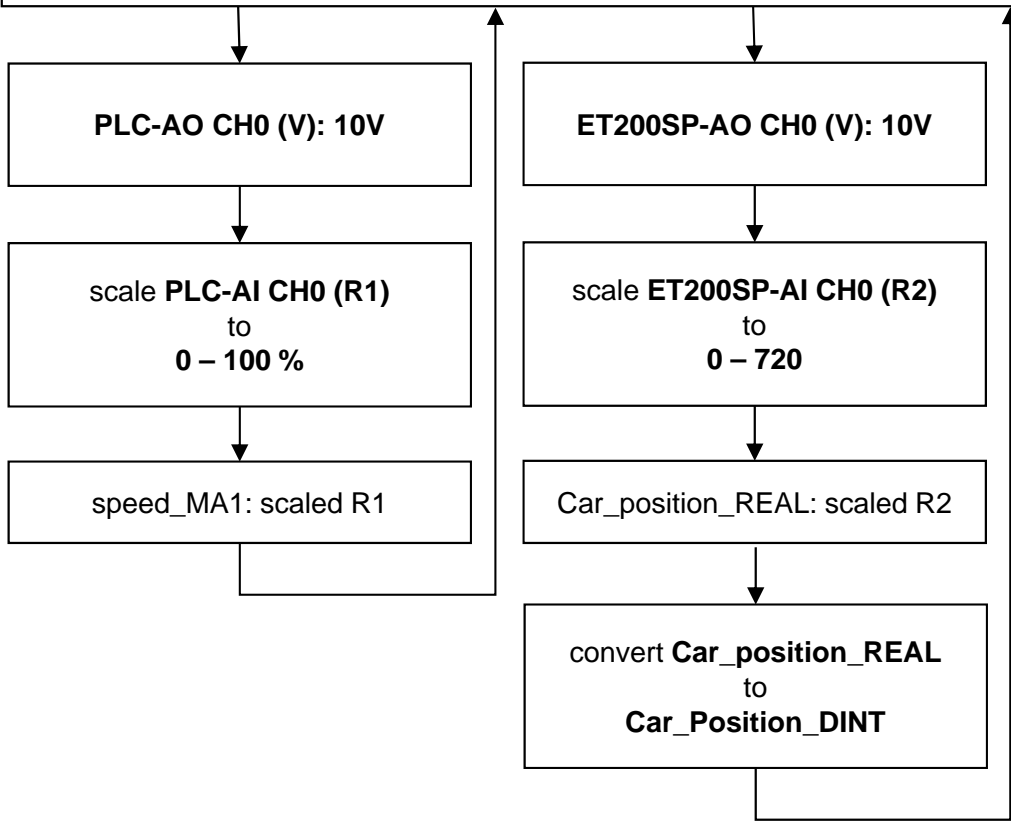 PLC-AO CH0 (V): 10V
scale PLC-AI CH0 (R1)
to
0 – 100 %
speed_MA1: scaled R1
ET200SP-AO CH0 (V): 10V
scale ET200SP-AI CH0 (R2)
to
0 – 720
Car_position_REAL: scaled R2
convert Car_position_REAL
to
Car_Position_DINT